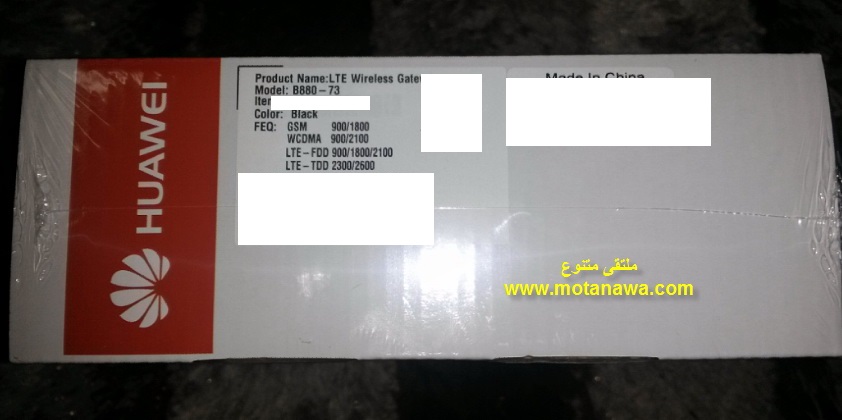 HUAWEI
Product Name:LTE Wireless
Model: B880-73
Color: Black
FEQ: GSM 900/1800
WCDMA 900/2100
LTE-FDD 900/1800/2100
LTE-TDD 2300/2600
Made In China
ملتقى متنوع
www.motanawa.com